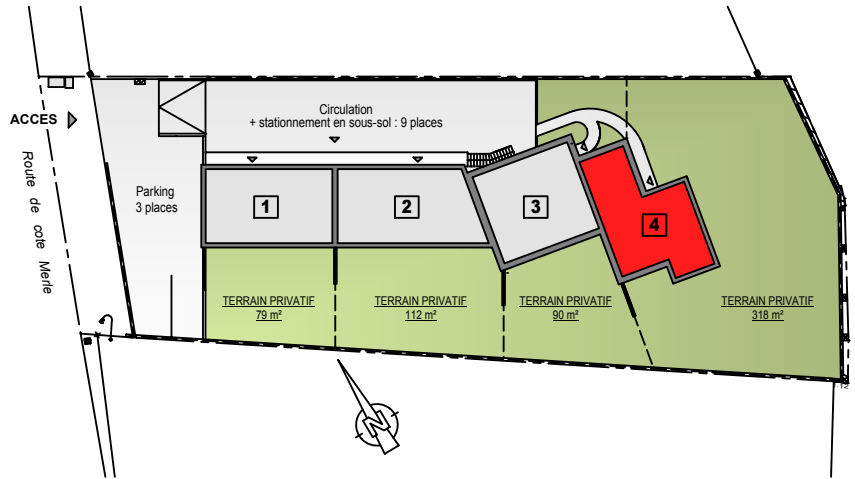 Circulation
+ stationnement en sous-sol : 9 places
ACCES
Route de cote Merle
Parking
3 places
1
2
3
4
TERRAIN PRIVATIF
79 m²
TERRAIN PRIVATIF
112 m²
TERRAIN PRIVATIF
90 m²
TERRAIN PRIVATIF
318 m²
N